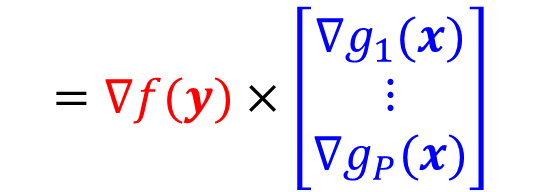 ∇g₁(𝒙)
= ∇f(𝒚) × ⋮
∇g_P(𝒙)